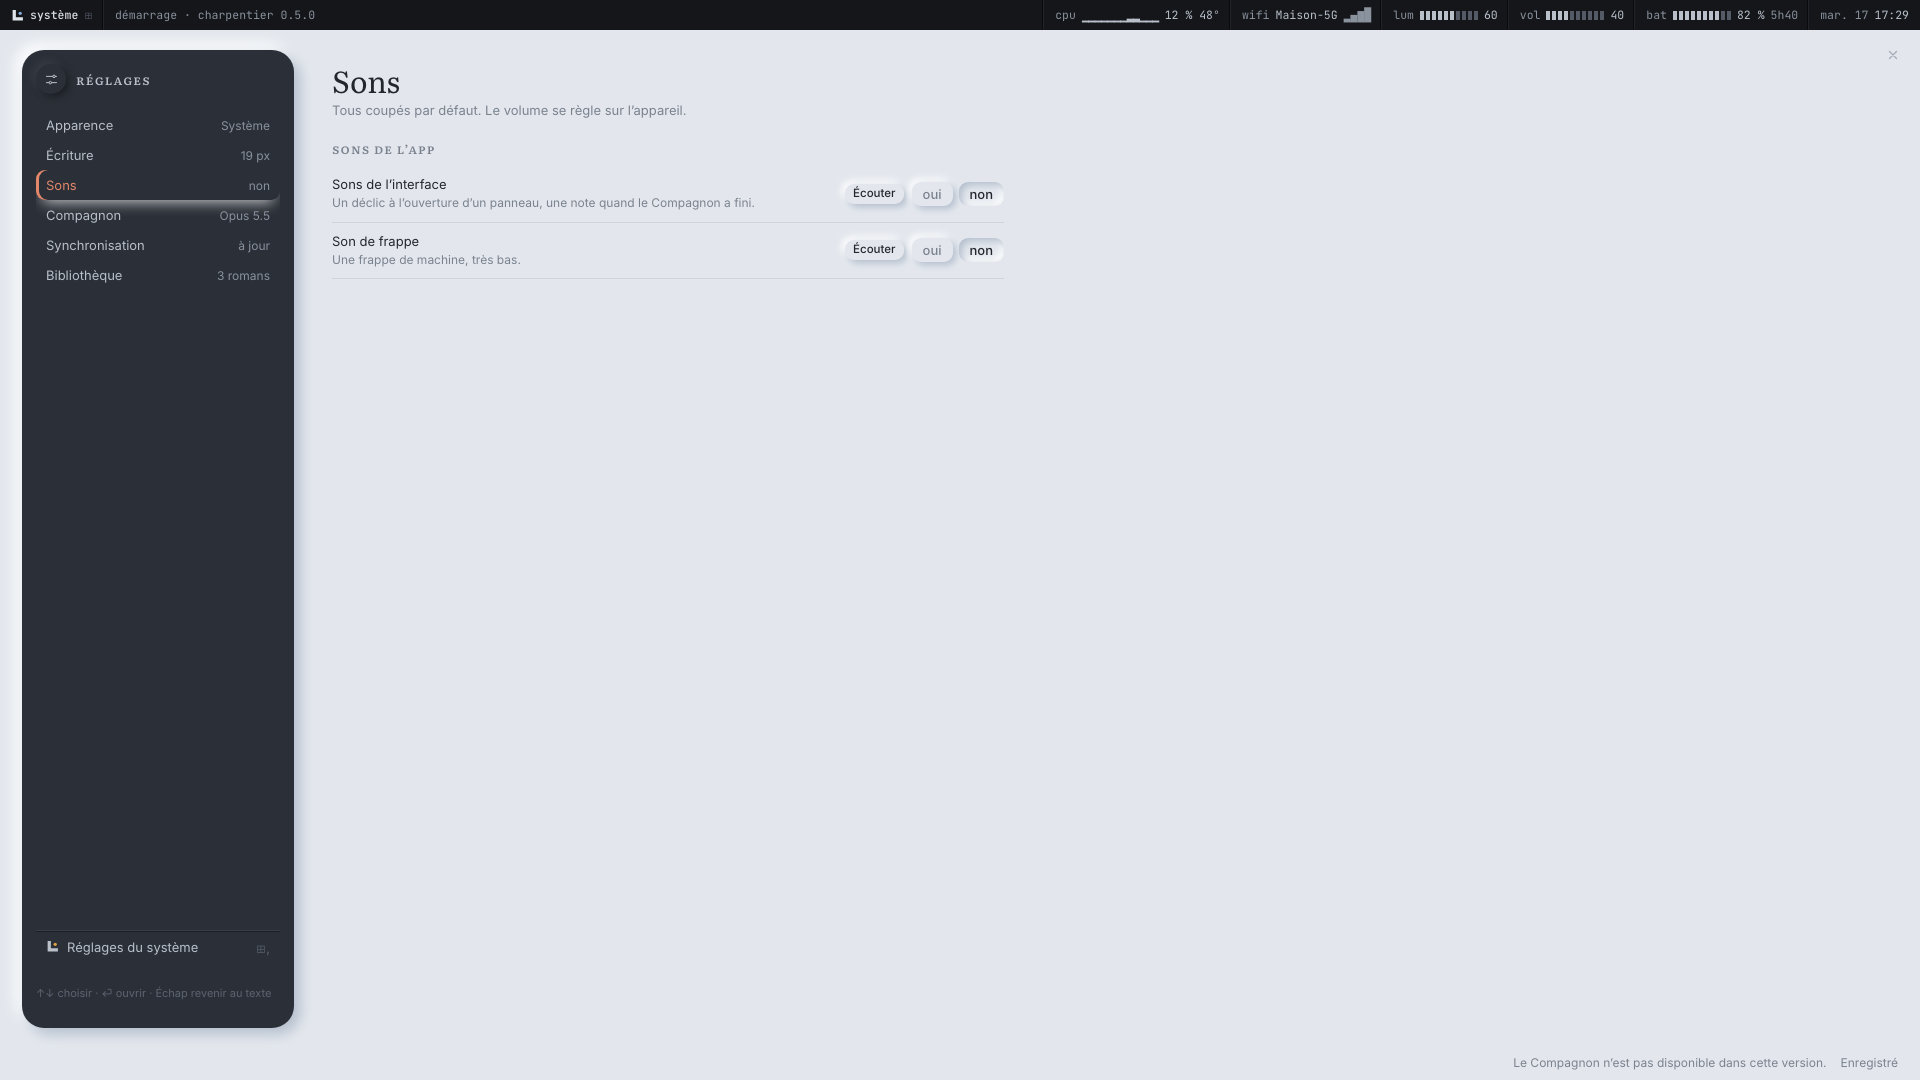 système ⊞ démarrage · charpentier 0.5.0 cpu 12 % 48° wifi Maison-5G lum 60 vol 40 bat 82 % 5h40 mar. 17 17:29
RÉGLAGES
Apparence Système
Écriture 19 px
Sons non
Compagnon Opus 5.5
Synchronisation à jour
Bibliothèque 3 romans
Réglages du système ⊞,
↑↓ choisir · ⏎ ouvrir · Échap revenir au texte
×
Sons
Tous coupés par défaut. Le volume se règle sur l’appareil.
SONS DE L’APP
Sons de l’interface Écouter oui non
Un déclic à l’ouverture d’un panneau, une note quand le Compagnon a fini.
Son de frappe Écouter oui non
Une frappe de machine, très bas.
Le Compagnon n’est pas disponible dans cette version. Enregistré